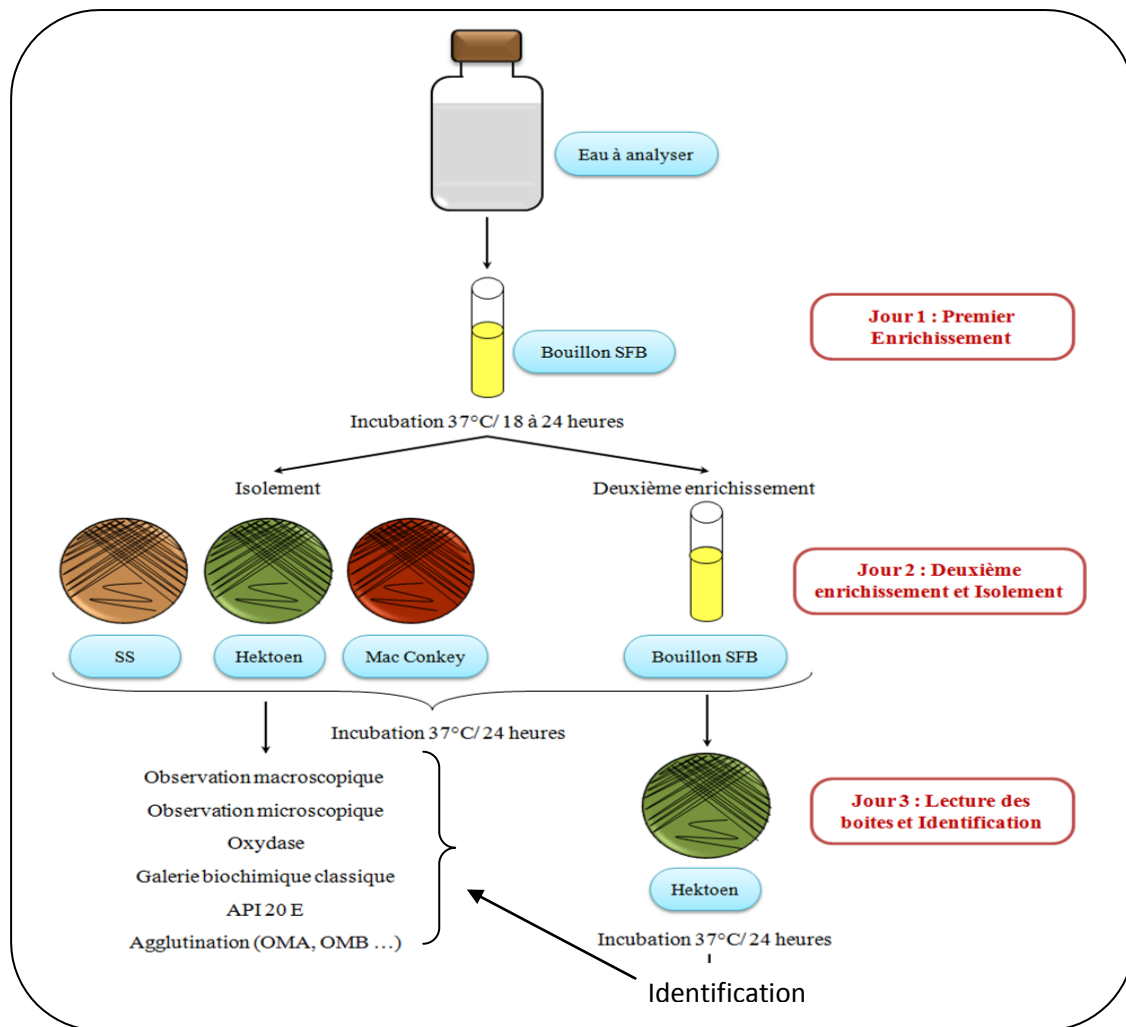 Eau à analyser
Jour 1 : Premier
Enrichissement
Bouillon SFB
Incubation 37°C/ 18 à 24 heures
Isolement
Deuxième enrichissement
Jour 2 : Deuxième
enrichissement et Isolement
SS
Hektoen
Mac Conkey
Bouillon SFB
Incubation 37°C/ 24 heures
Observation macroscopique
Observation microscopique
Oxydase
Galerie biochimique classique
API 20 E
Agglutination (OMA, OMB ...)
Jour 3 : Lecture des
boites et Identification
Hektoen
Incubation 37°C/ 24 heures
Identification